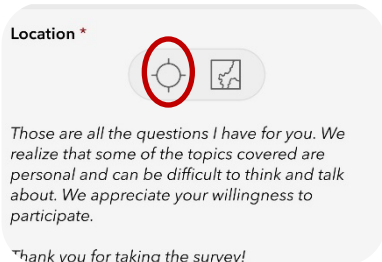 Location *
Those are all the questions I have for you. We
realize that some of the topics covered are
personal and can be difficult to think and talk
about. We appreciate your willingness to
participate.
Thank you for taking the survey!